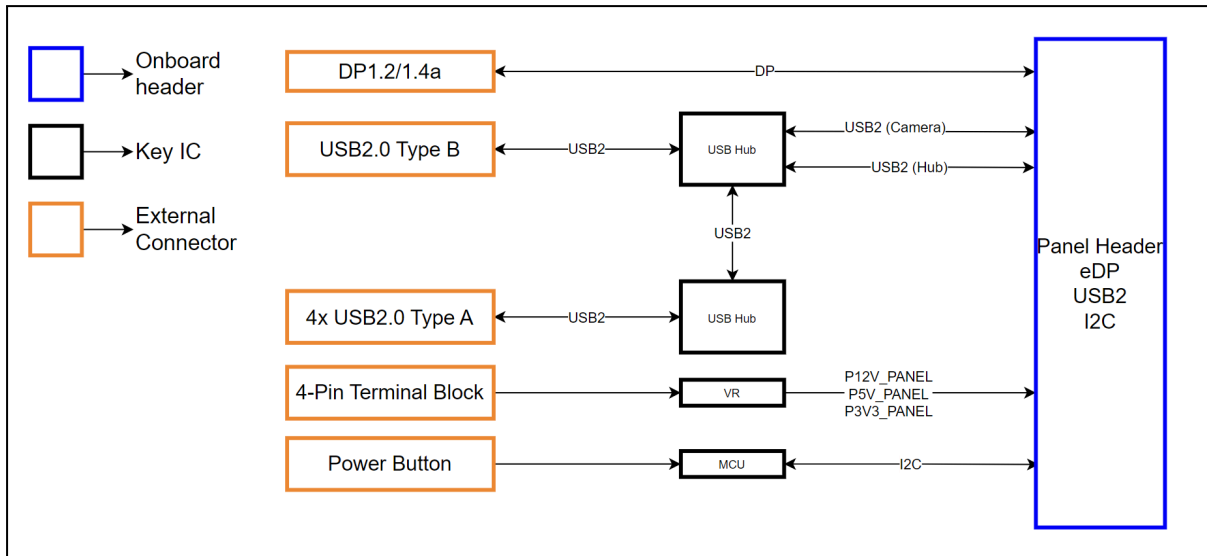 Onboard
header
Key IC
External
Connector
DP1.2/1.4a
DP
USB2.0 Type B
USB2
USB Hub
USB2 (Camera)
USB2 (Hub)
USB2
4x USB2.0 Type A
USB2
USB Hub
4-Pin Terminal Block
VR
P12V_PANEL
P5V_PANEL
P3V3_PANEL
Power Button
MCU
I2C
Panel Header
eDP
USB2
I2C